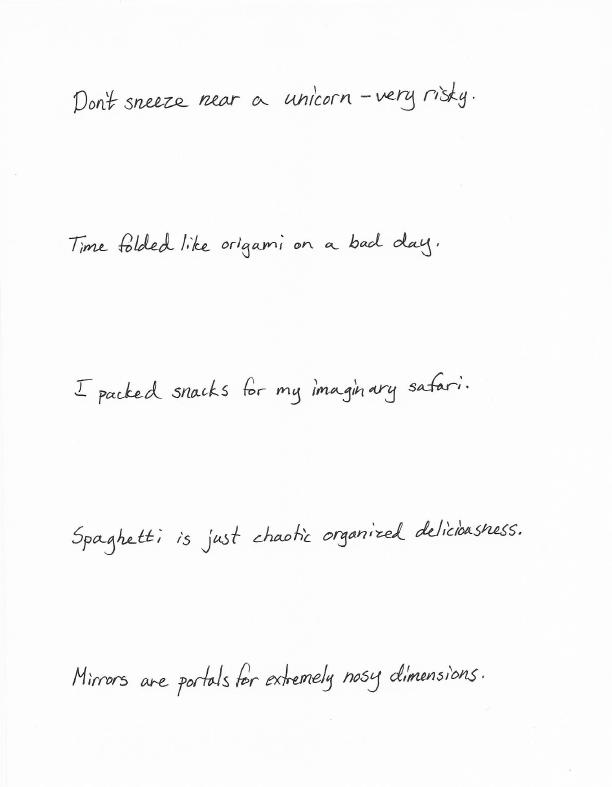 Don't sneeze near a unicorn – very risky.
Time folded like origami on a bad day.
I packed snacks for my imaginary safari.
Spaghetti is just chaotic organized deliciousness.
Mirrors are portals for extremely nosy dimensions.